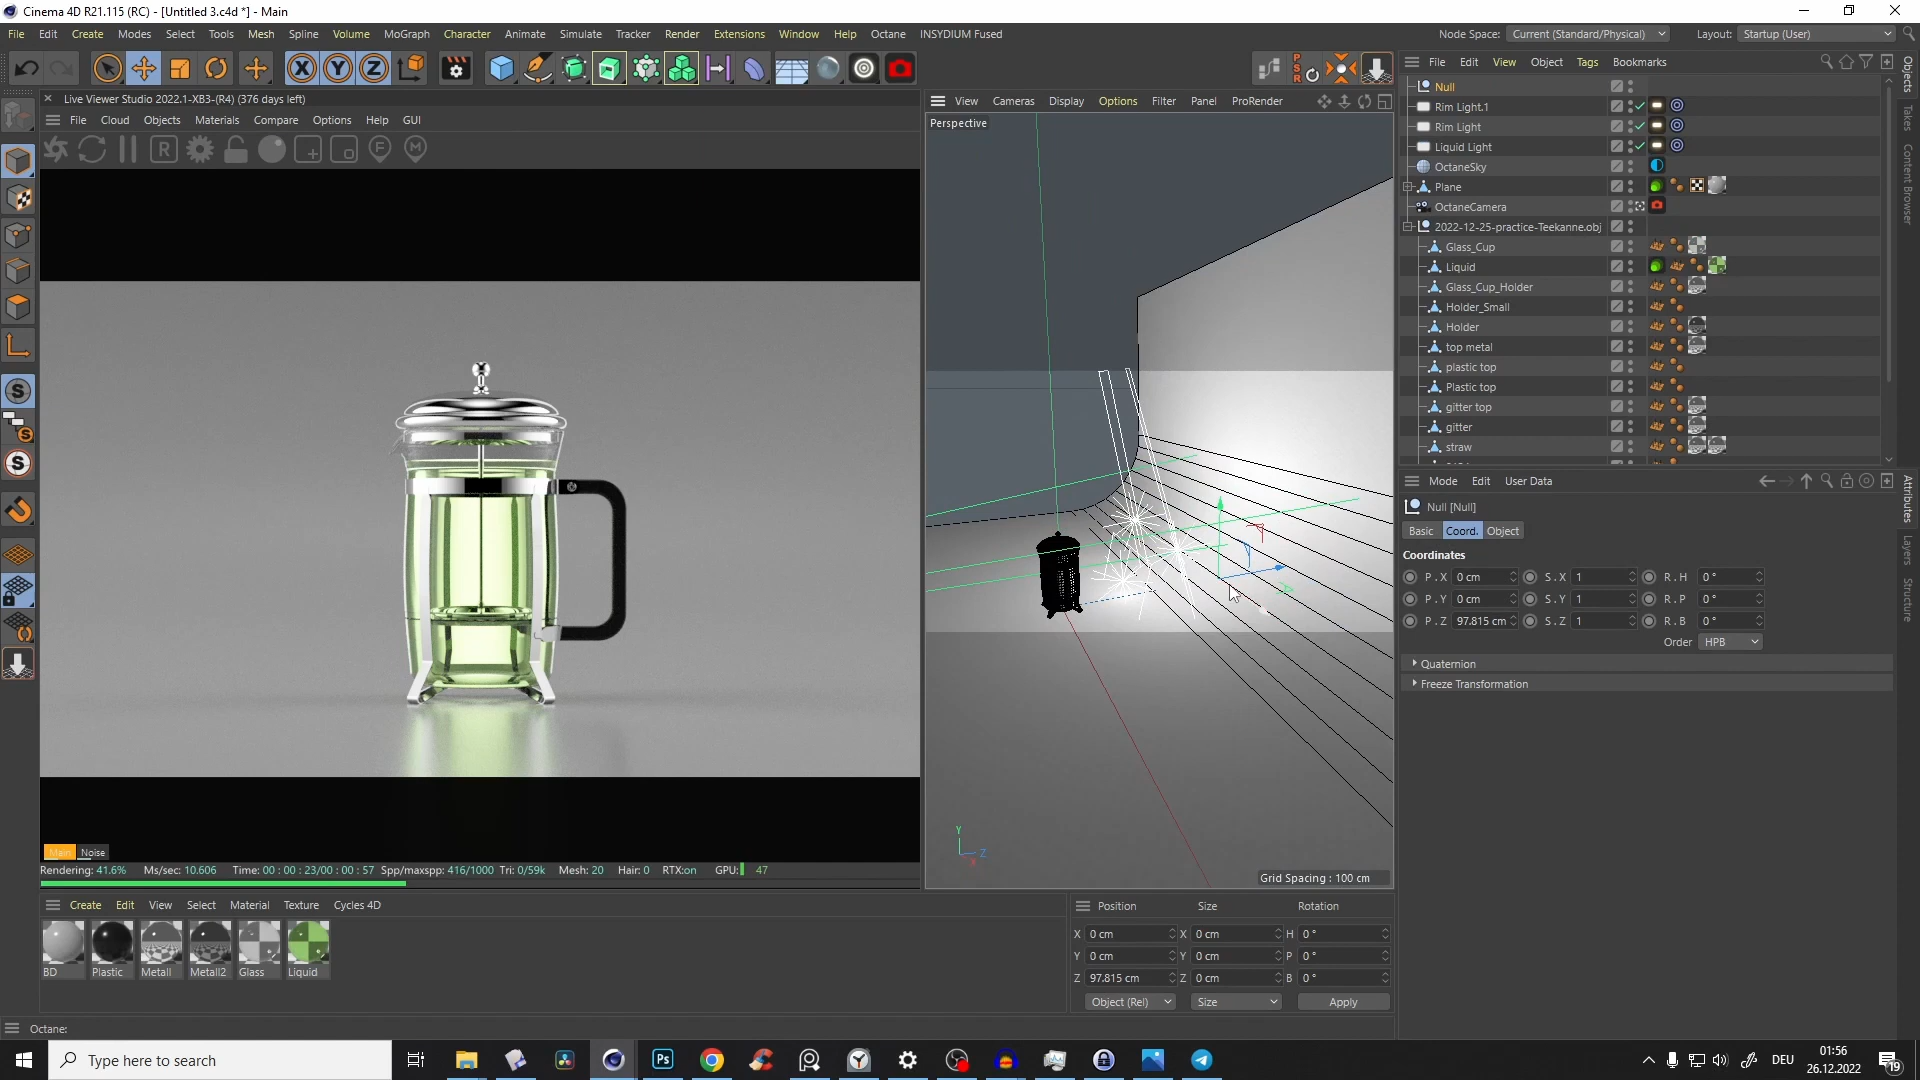 Cinema 4D R21.115 (RC) - [Untitled 3.c4d *] - Main
File Edit Create Modes Select Tools Mesh Spline Volume MoGraph Character Animate Simulate Tracker Render Extensions Window Help Octane INSYDIUM Fused
Node Space: Current (Standard/Physical) Layout: Startup (User)
Live Viewer Studio 2022.1-XB3-(R4) (376 days left)
File Cloud Objects Materials Compare Options Help GUI
Main Noise
Rendering: 41.6% Ms/sec: 10.606 Time: 00 : 00 : 23/00 : 00 : 57 Spp/maxspp: 416/1000 Tri: 0/59k Mesh: 20 Hair: 0 RTX:on GPU: 47
View Cameras Display Options Filter Panel ProRender
Perspective
Y
Z
X
Grid Spacing : 100 cm
File Edit View Object Tags Bookmarks
Null
Rim Light.1
Rim Light
Liquid Light
OctaneSky
Plane
OctaneCamera
2022-12-25-practice-Teekanne.obj
Glass_Cup
Liquid
Glass_Cup_Holder
Holder_Small
Holder
top metal
plastic top
Plastic top
gitter top
gitter
straw
Objects
Takes
Content Browser
Mode Edit User Data
Null [Null]
Basic Coord. Object
Coordinates
P . X 0 cm S . X 1 R . H 0 °
P . Y 0 cm S . Y 1 R . P 0 °
P . Z 97.815 cm S . Z 1 R . B 0 °
Order HPB
Quaternion
Freeze Transformation
Attributes
Layers
Structure
Create Edit View Select Material Texture Cycles 4D
BD Plastic Metall Metall2 Glass Liquid
Position Size Rotation
X 0 cm X 0 cm H 0 °
Y 0 cm Y 0 cm P 0 °
Z 97.815 cm Z 0 cm B 0 °
Object (Rel) Size Apply
Octane:
Type here to search
Ps
DEU
01:56
26.12.2022
19